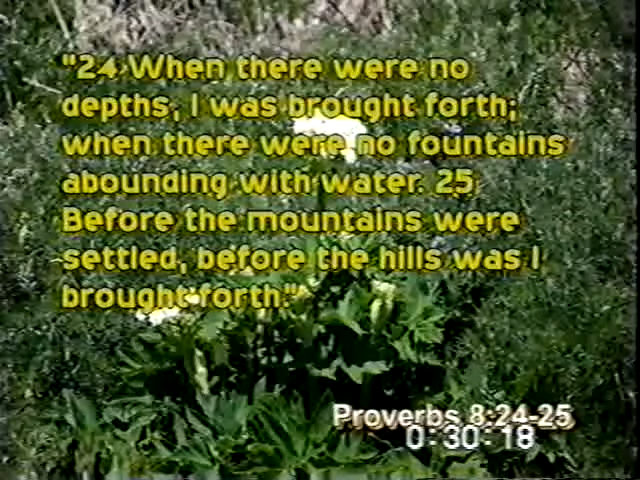 "24 When there were no
depths, I was brought forth;
when there were no fountains
abounding with water. 25
Before the mountains were
settled, before the hills was I
brought forth."
Proverbs 8:24-25
0:30:18